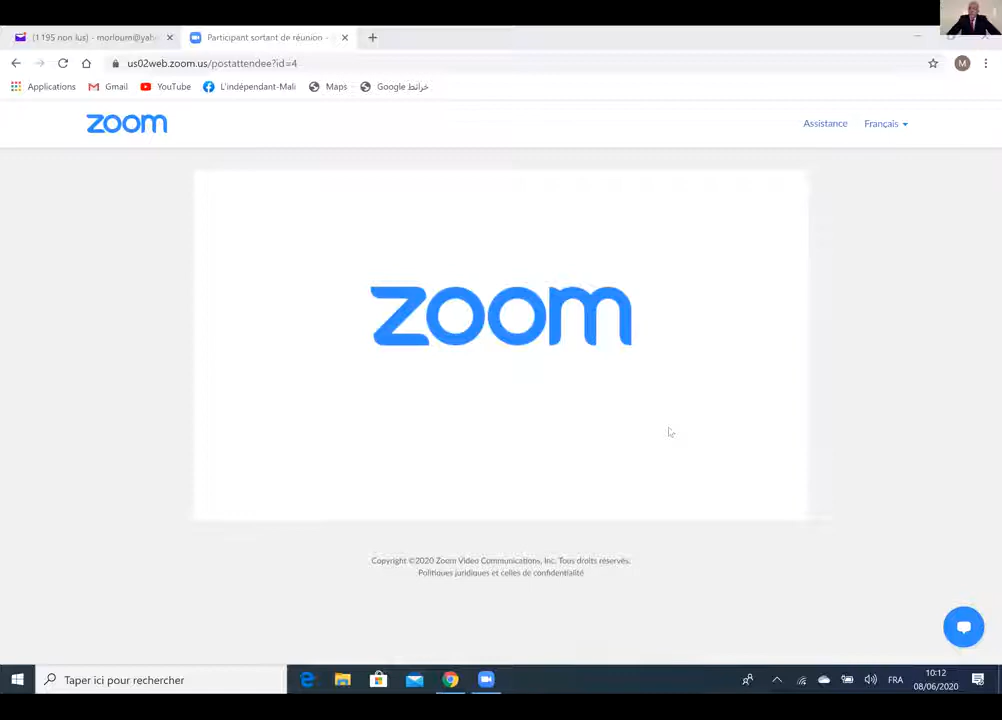 (1 195 non lus) - morloum@yah
Participant sortant de réunion -
us02web.zoom.us/postattendee?id=4
M
Applications
Gmail
YouTube
L'indépendant-Mali
Maps
خرائط Google
zoom
Assistance
Français
zoom
Copyright ©2020 Zoom Video Communications, Inc. Tous droits réservés.
Politiques juridiques et celles de confidentialité
Taper ici pour rechercher
FRA
10:12
08/06/2020